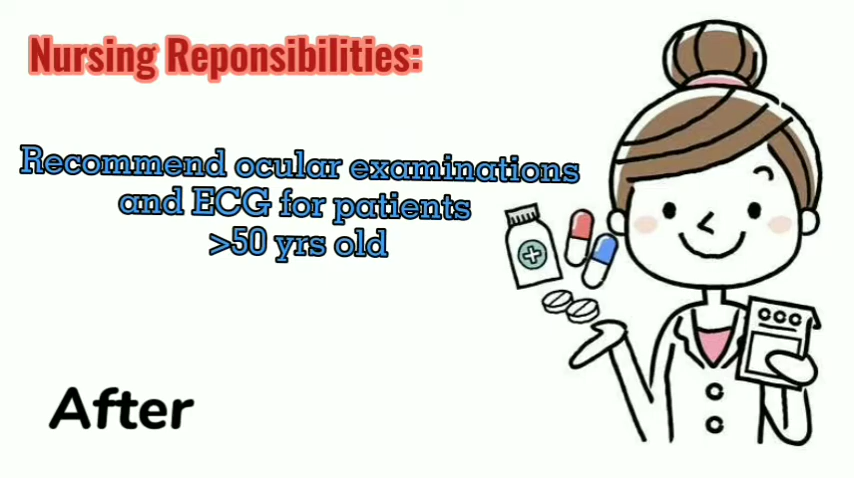 Nursing Reponsibilities:
Recommend ocular examinations
and ECG for patients
>50 yrs old
After